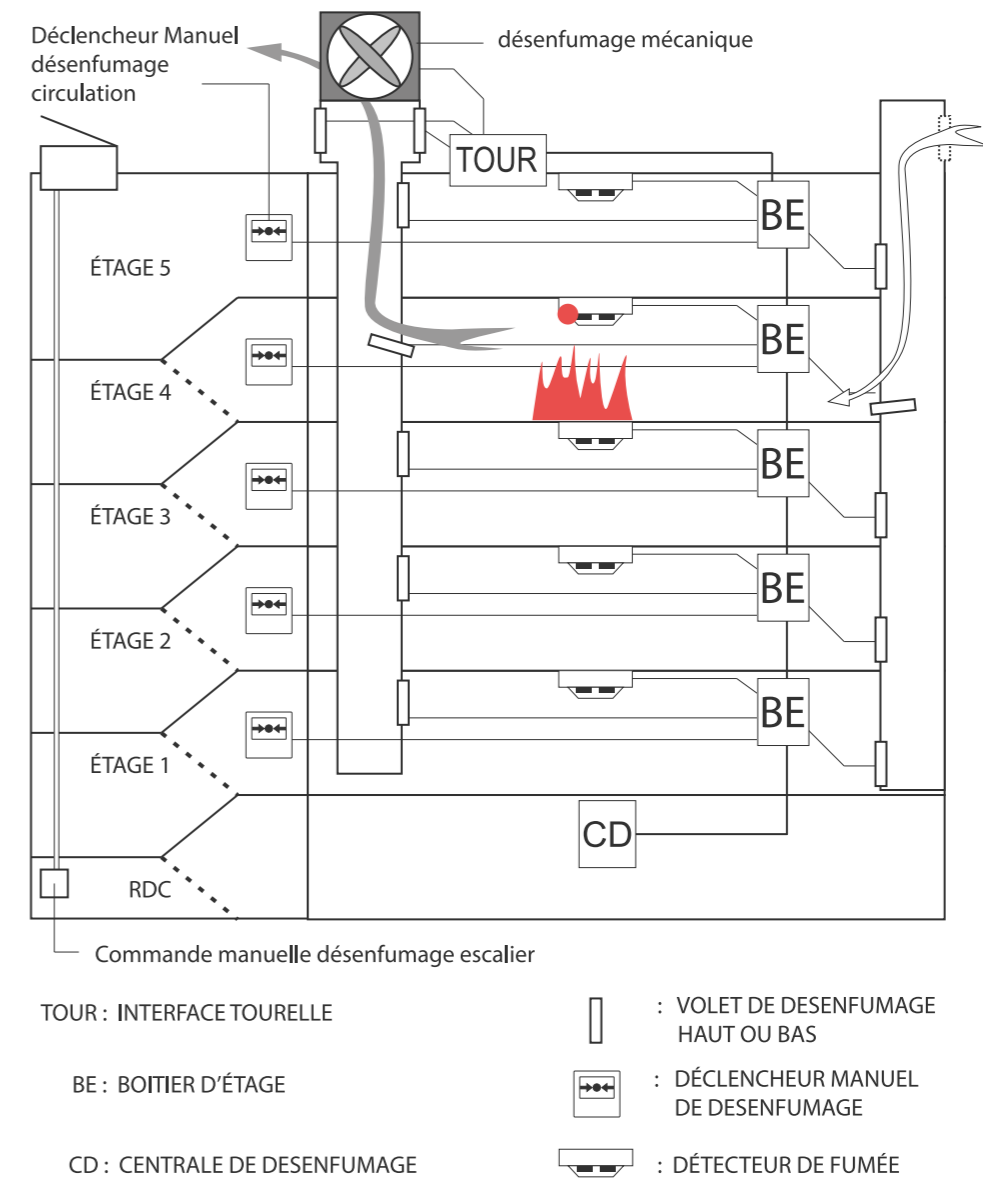 Déclencheur Manuel
désenfumage
circulation
désenfumage mécanique
TOUR
BE
ÉTAGE 5
BE
ÉTAGE 4
BE
ÉTAGE 3
BE
ÉTAGE 2
BE
ÉTAGE 1
CD
RDC
Commande manuelle désenfumage escalier
TOUR : INTERFACE TOURELLE
: VOLET DE DESENFUMAGE
HAUT OU BAS
BE : BOITIER D'ÉTAGE
: DÉCLENCHEUR MANUEL
DE DESENFUMAGE
CD : CENTRALE DE DESENFUMAGE
: DÉTECTEUR DE FUMÉE